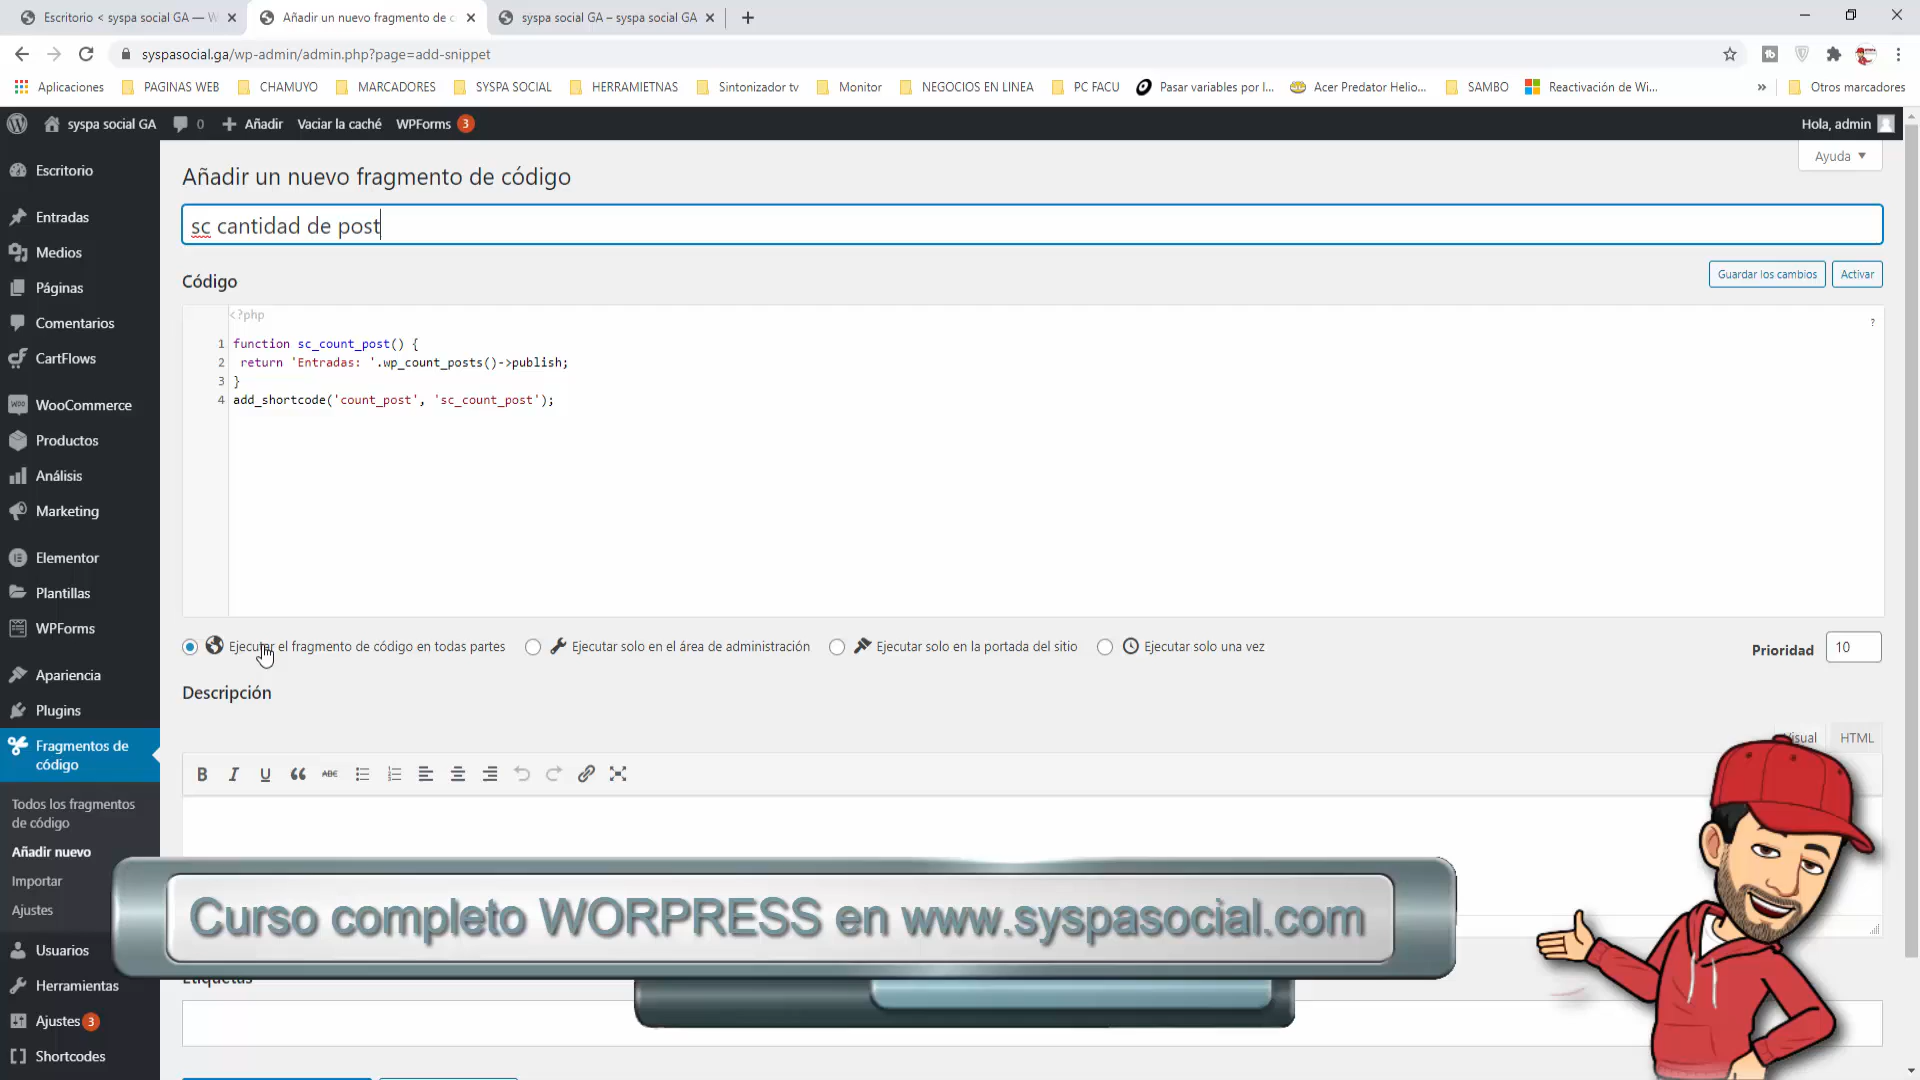 Escritorio < syspa social GA — W
Añadir un nuevo fragmento de c
syspa social GA – syspa social GA
syspasocial.ga/wp-admin/admin.php?page=add-snippet
Aplicaciones PAGINAS WEB CHAMUYO MARCADORES SYSPA SOCIAL HERRAMIETNAS Sintonizador tv Monitor NEGOCIOS EN LINEA PC FACU Pasar variables por l... Acer Predator Helio... SAMBO Reactivación de Wi... » Otros marcadores
syspa social GA 0 + Añadir Vaciar la caché WPForms 3 Hola, admin
Ayuda ▼
Escritorio
Entradas
Medios
Páginas
Comentarios
CartFlows
WooCommerce
Productos
Análisis
Marketing
Elementor
Plantillas
WPForms
Apariencia
Plugins
Fragmentos de
código
Todos los fragmentos
de código
Añadir nuevo
Importar
Ajustes
Usuarios
Herramientas
Ajustes 3
Shortcodes
Añadir un nuevo fragmento de código
sc cantidad de post
Código
Guardar los cambios Activar
<?php
?
1 function sc_count_post() {
2 return 'Entradas: '.wp_count_posts()->publish;
3 }
4 add_shortcode('count_post', 'sc_count_post');
Ejecutar el fragmento de código en todas partes Ejecutar solo en el área de administración Ejecutar solo en la portada del sitio Ejecutar solo una vez Prioridad 10
Descripción
Visual HTML
B I U ABC
Curso completo WORPRESS en www.syspasocial.com
Etiquetas